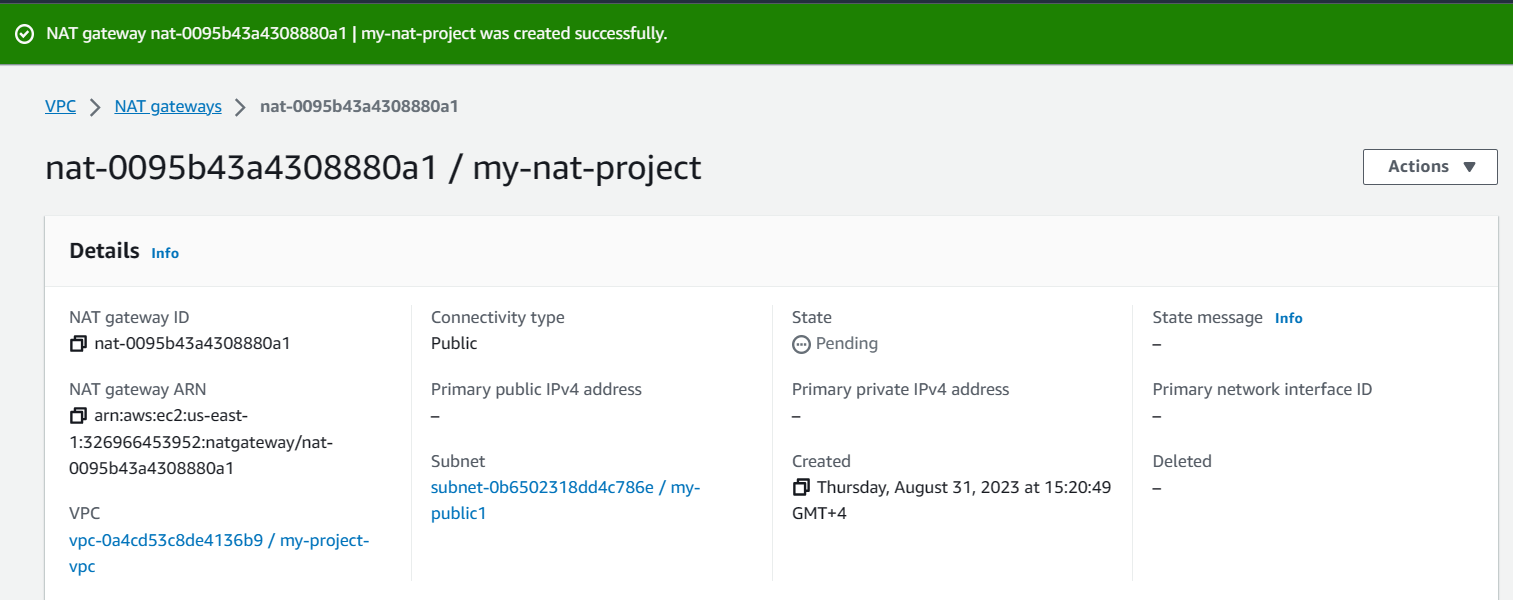 NAT gateway nat-0095b43a4308880a1 | my-nat-project was created successfully.
VPC > NAT gateways > nat-0095b43a4308880a1
nat-0095b43a4308880a1 / my-nat-project
Actions ▼
Details Info
NAT gateway ID
nat-0095b43a4308880a1
NAT gateway ARN
arn:aws:ec2:us-east-
1:326966453952:natgateway/nat-
0095b43a4308880a1
VPC
vpc-0a4cd53c8de4136b9 / my-project-
vpc
Connectivity type
Public
Primary public IPv4 address
–
Subnet
subnet-0b6502318dd4c786e / my-
public1
State
Pending
Primary private IPv4 address
–
Created
Thursday, August 31, 2023 at 15:20:49
GMT+4
State message Info
–
Primary network interface ID
–
Deleted
–